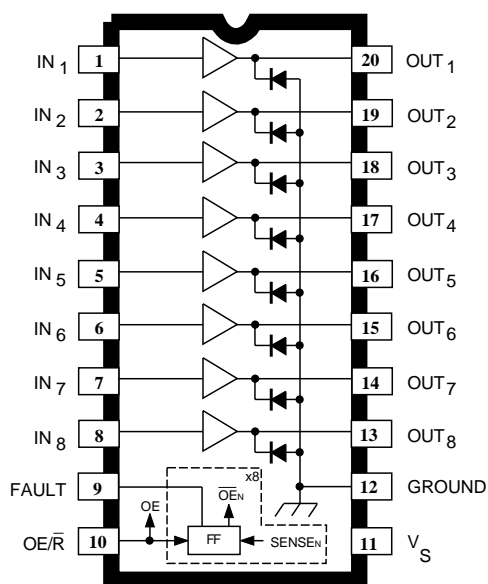 IN 1 1 20 OUT 1
IN 2 2 19 OUT 2
IN 3 3 18 OUT 3
IN 4 4 17 OUT 4
IN 5 5 16 OUT 5
IN 6 6 15 OUT 6
IN 7 7 14 OUT 7
IN 8 8 13 OUT 8
x8
FAULT 9 OE OEN 12 GROUND
OE/R 10 FF SENSEN 11 VS